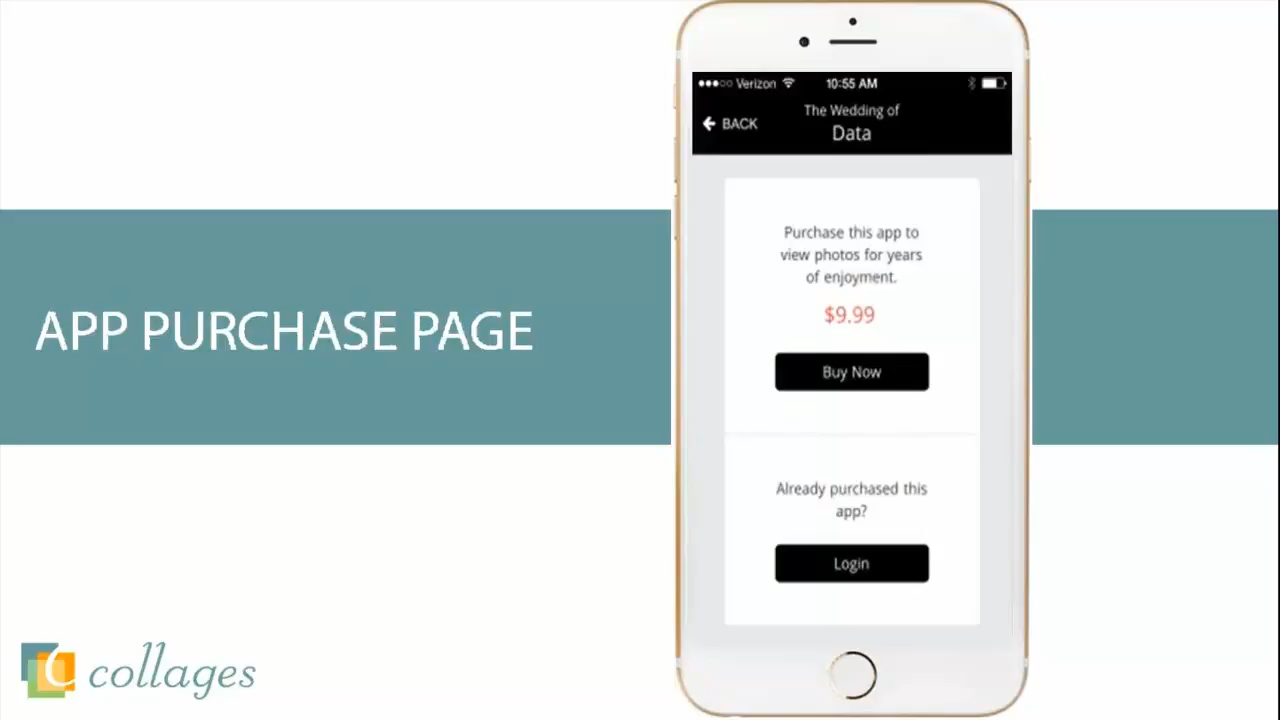 APP PURCHASE PAGE
Verizon
10:55 AM
BACK
The Wedding of
Data
Purchase this app to
view photos for years
of enjoyment.
$9.99
Buy Now
Already purchased this
app?
Login
collages